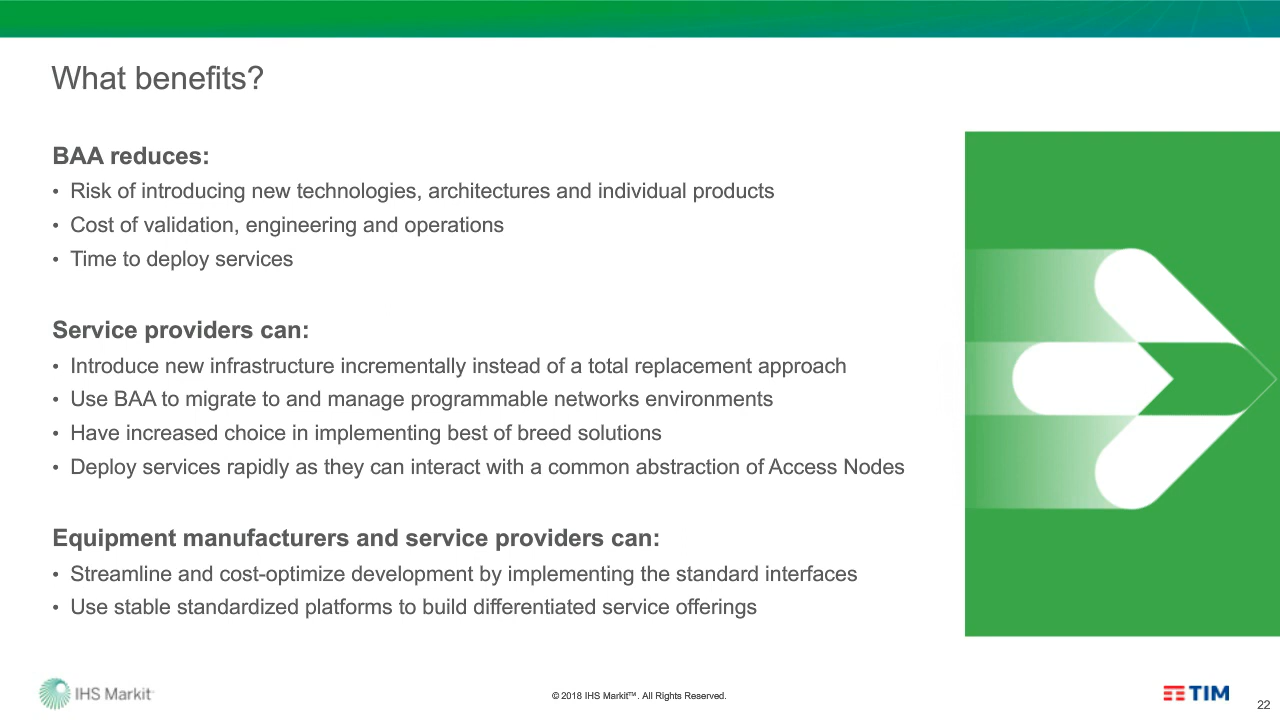 What benefits?
BAA reduces:
• Risk of introducing new technologies, architectures and individual products
• Cost of validation, engineering and operations
• Time to deploy services
Service providers can:
• Introduce new infrastructure incrementally instead of a total replacement approach
• Use BAA to migrate to and manage programmable networks environments
• Have increased choice in implementing best of breed solutions
• Deploy services rapidly as they can interact with a common abstraction of Access Nodes
Equipment manufacturers and service providers can:
• Streamline and cost-optimize development by implementing the standard interfaces
• Use stable standardized platforms to build differentiated service offerings
IHS Markit
© 2018 IHS Markit™. All Rights Reserved.
TIM
22